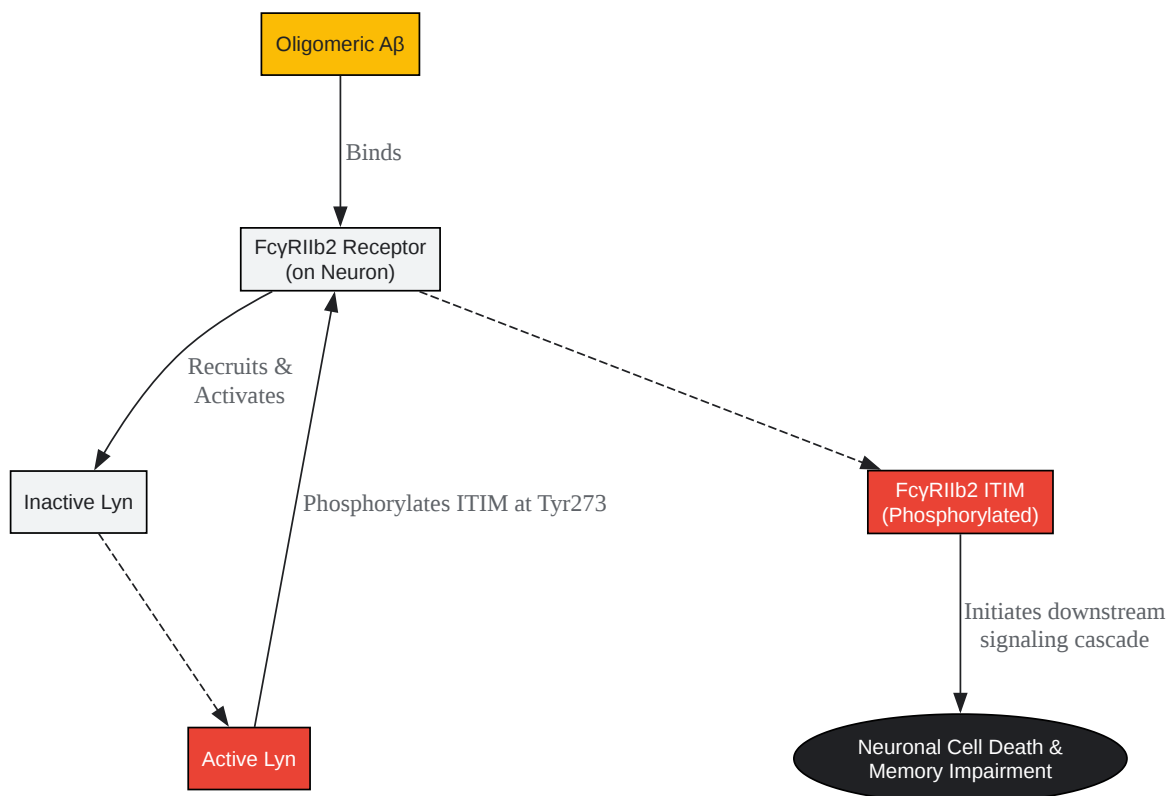 Oligomeric Aβ
Binds
FcγRIIb2 Receptor
(on Neuron)
Recruits &
Activates
Inactive Lyn
Phosphorylates ITIM at Tyr273
FcγRIIb2 ITIM
(Phosphorylated)
Initiates downstream
signaling cascade
Active Lyn
Neuronal Cell Death &
Memory Impairment